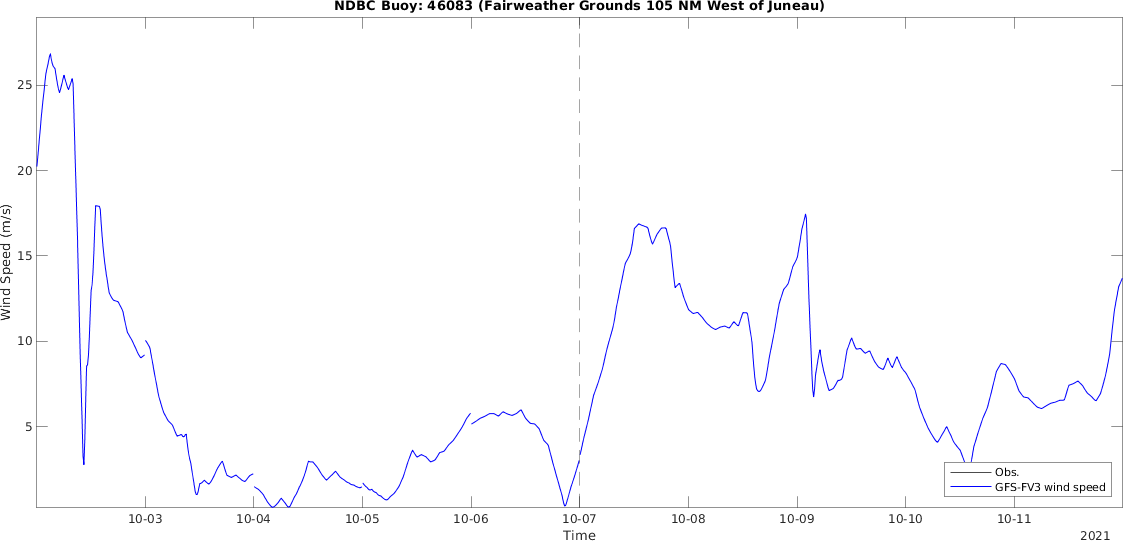 NDBC Buoy: 46083 (Fairweather Grounds 105 NM West of Juneau)
25
20
15
10
5
Wind Speed (m/s)
10-03 10-04 10-05 10-06 10-07 10-08 10-09 10-10 10-11
Time
2021
Obs.
GFS-FV3 wind speed